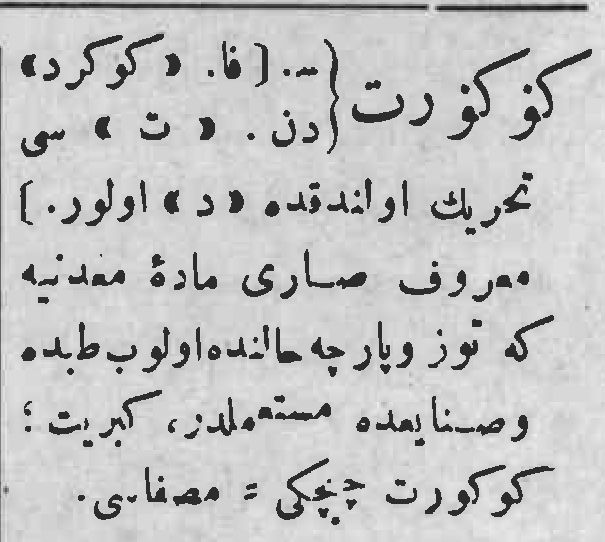 كوكورت { س. [ فا. « كوكرد »
دن. « ت » سی
تحريك اولندقده « د » اولور. ]
معروف صاری مادۀ معدنيه
كه توز وپارچه حالنده اولوب طبده
وصنايعده مستعملدر، كبريت ؛
كوكورت چيچكی = مصفاسی.